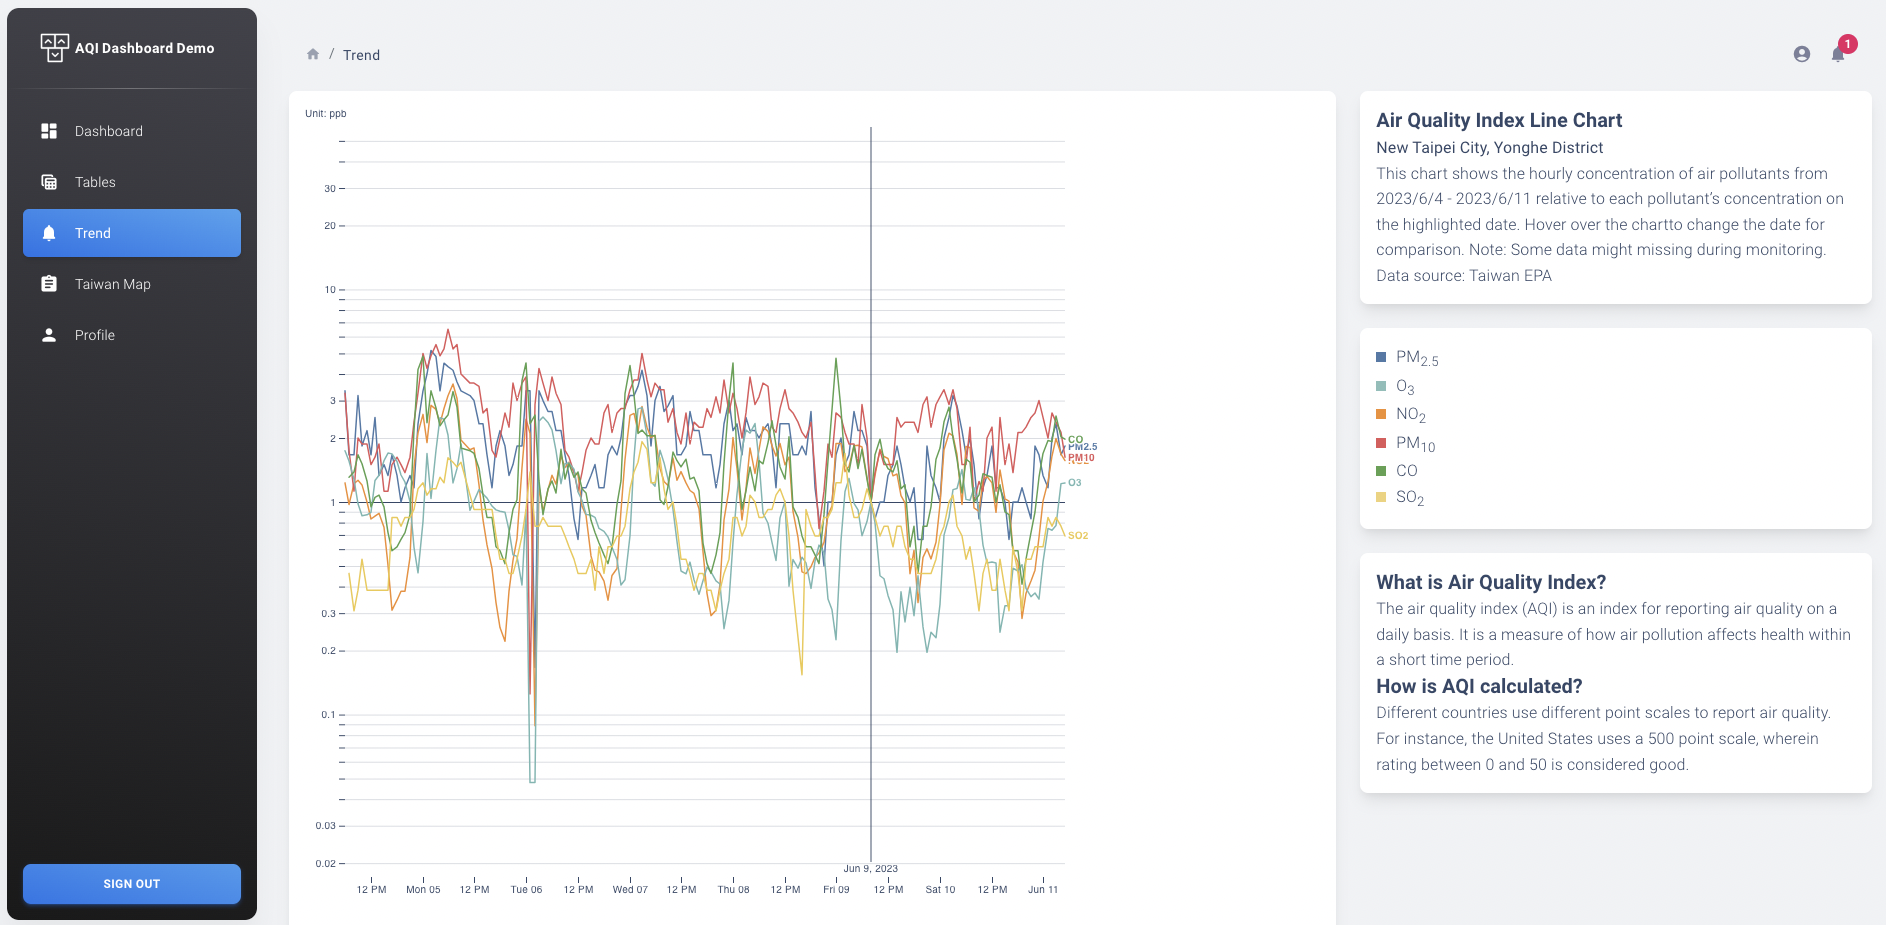 AQI Dashboard Demo
Dashboard
Tables
Trend
Taiwan Map
Profile
SIGN OUT
/ Trend
1
Unit: ppb
30
20
10
3
2
1
0.3
0.2
0.1
0.03
0.02
CO
PM2.5
PM10
NO2
O3
SO2
Jun 9, 2023
12 PM Mon 05 12 PM Tue 06 12 PM Wed 07 12 PM Thu 08 12 PM Fri 09 12 PM Sat 10 12 PM Jun 11
Air Quality Index Line Chart
New Taipei City, Yonghe District
This chart shows the hourly concentration of air pollutants from
2023/6/4 - 2023/6/11 relative to each pollutant's concentration on
the highlighted date. Hover over the chartto change the date for
comparison. Note: Some data might missing during monitoring.
Data source: Taiwan EPA
PM2.5
O3
NO2
PM10
CO
SO2
What is Air Quality Index?
The air quality index (AQI) is an index for reporting air quality on a
daily basis. It is a measure of how air pollution affects health within
a short time period.
How is AQI calculated?
Different countries use different point scales to report air quality.
For instance, the United States uses a 500 point scale, wherein
rating between 0 and 50 is considered good.